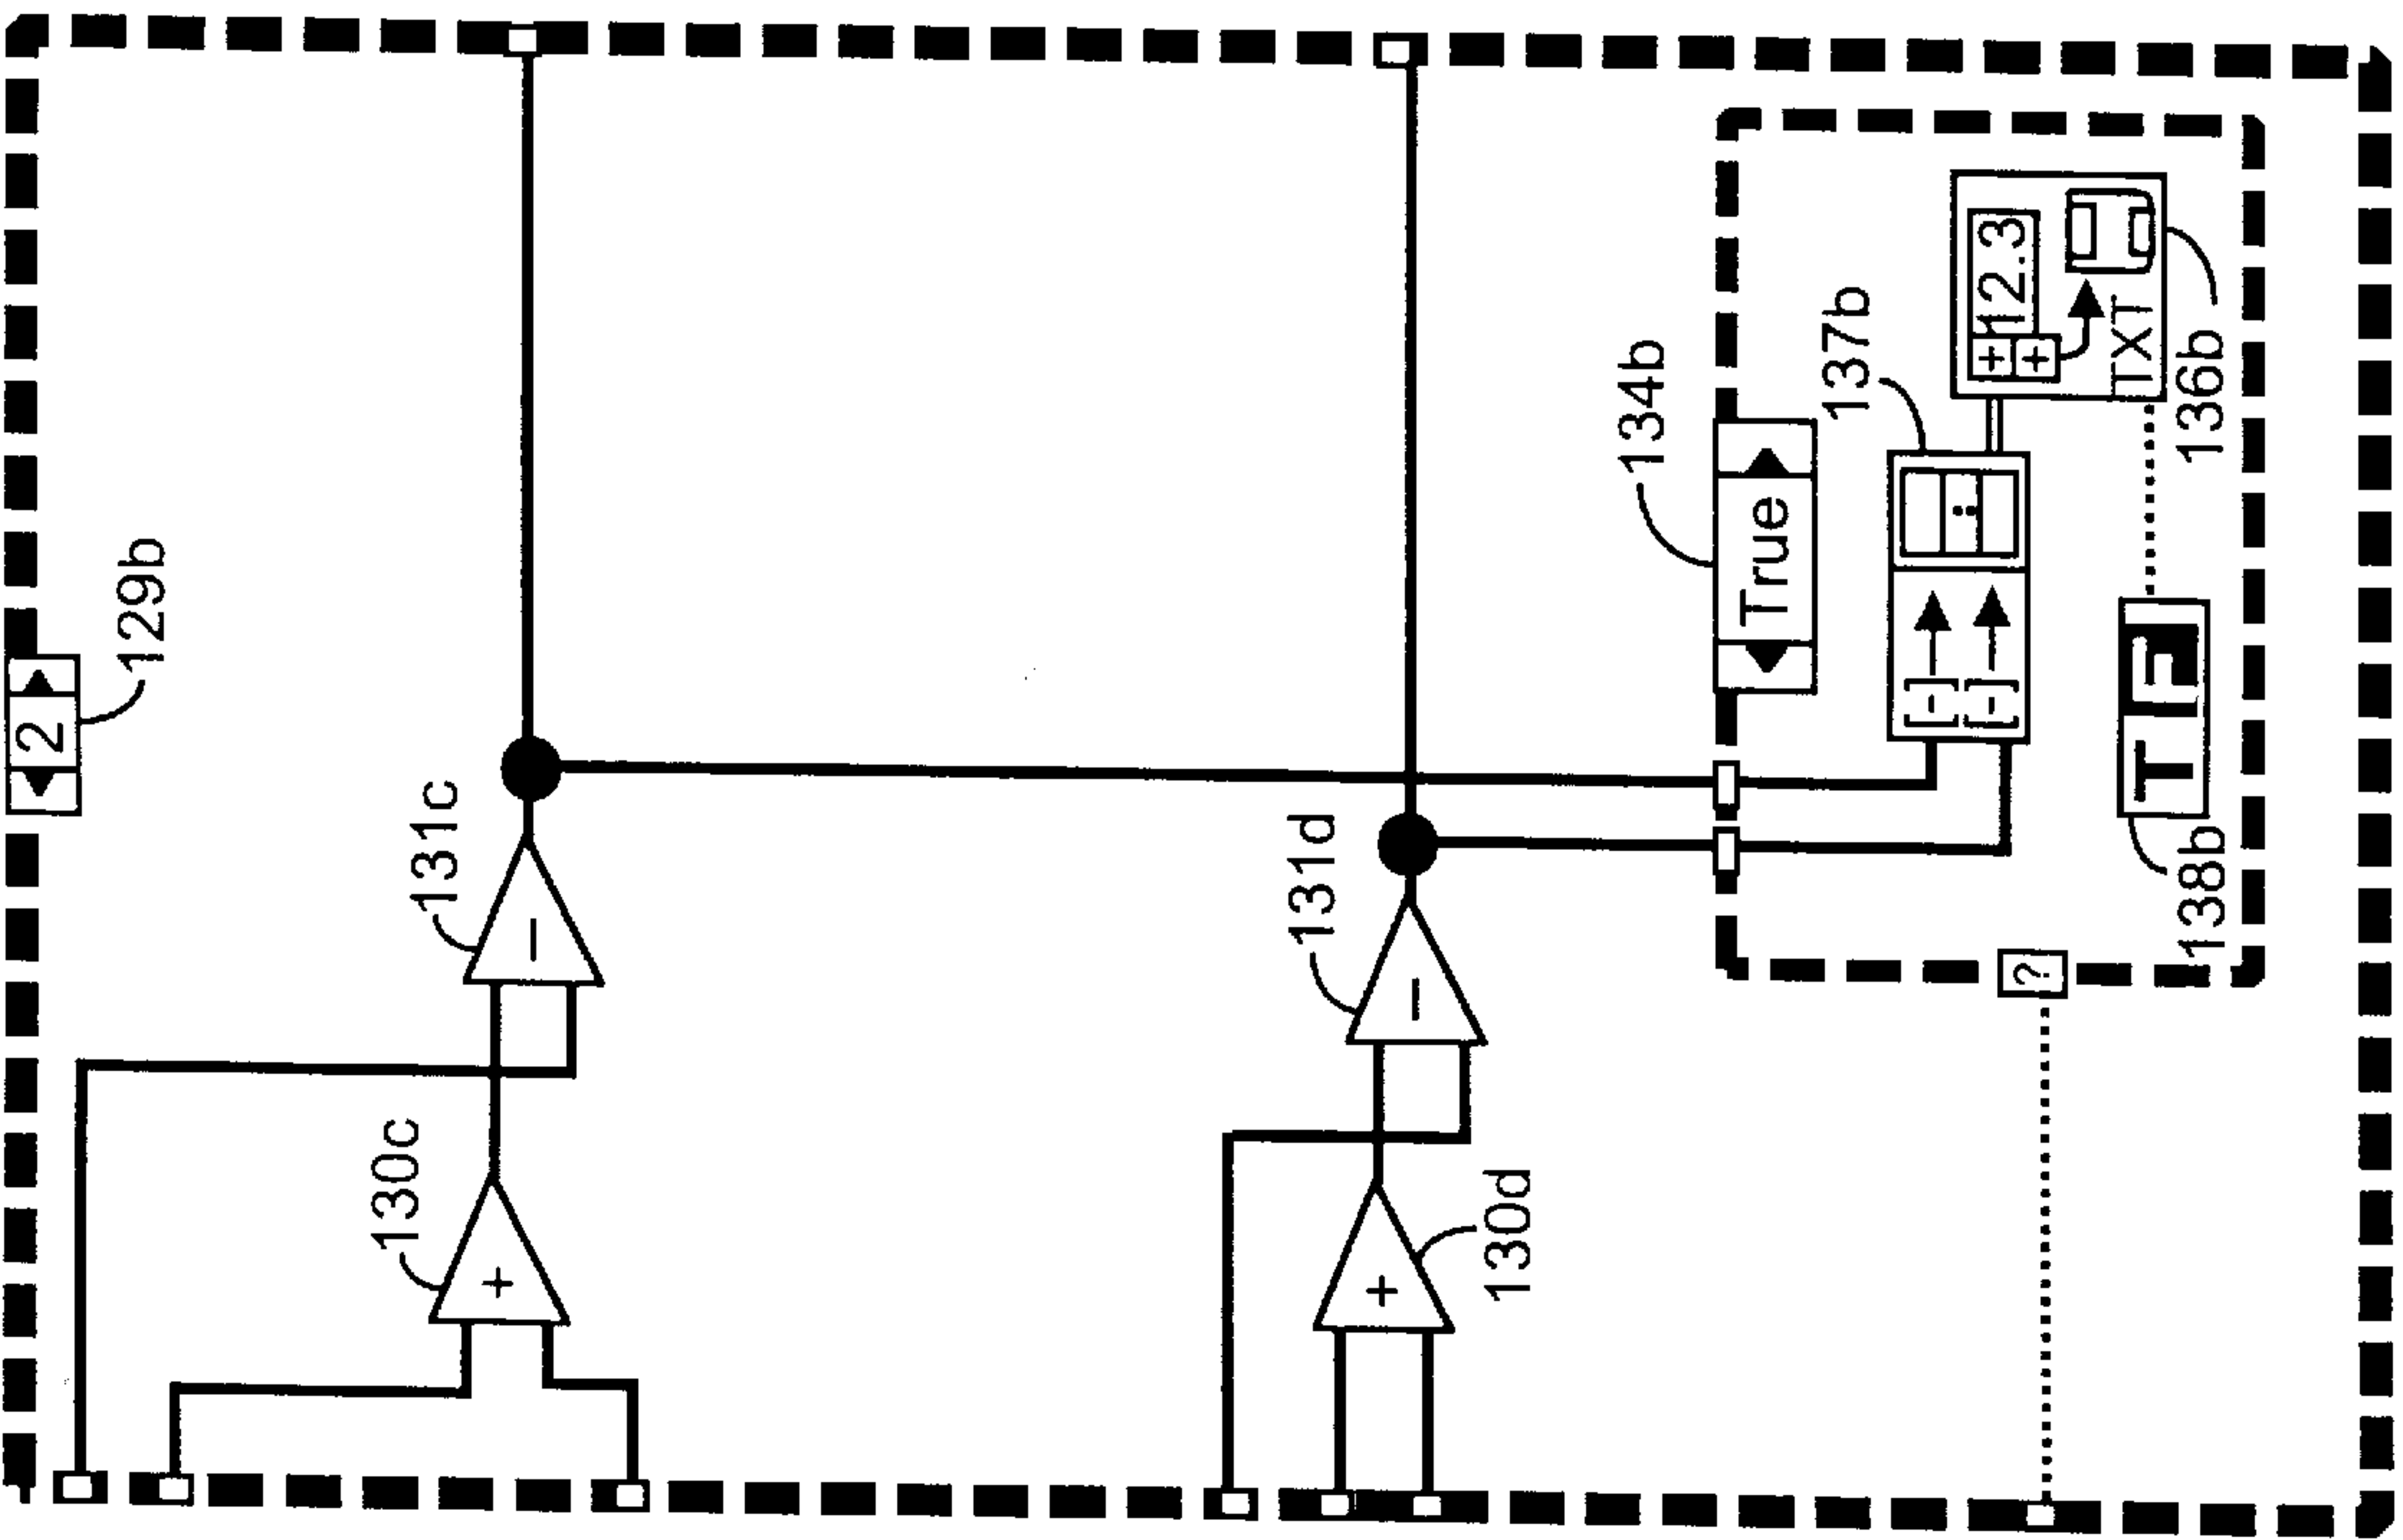 2
129b
131c
130c
+
−
131d
130d
+
−
134b
True
137b
[-]
[-]
+
+
12.3
TXT
136b
T F
138b
?